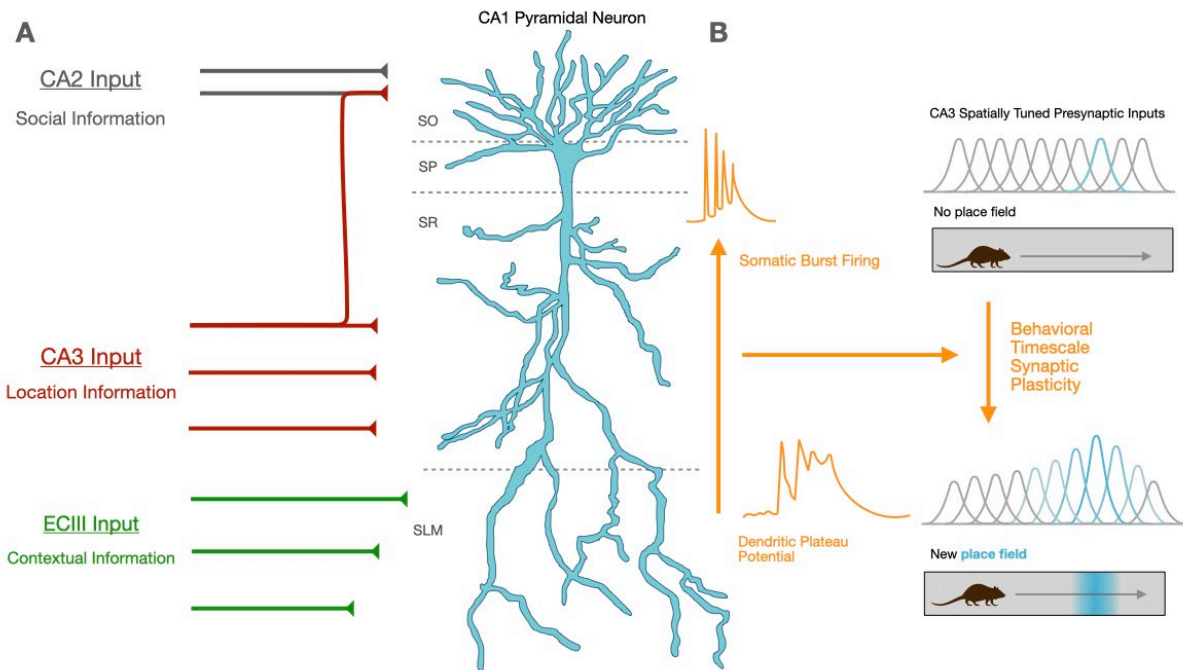 A
CA1 Pyramidal Neuron
B
CA2 Input
Social Information
SO
SP
SR
CA3 Input
Location Information
ECIII Input
Contextual Information
SLM
Somatic Burst Firing
Dendritic Plateau
Potential
CA3 Spatially Tuned Presynaptic Inputs
No place field
Behavioral
Timescale
Synaptic
Plasticity
New place field